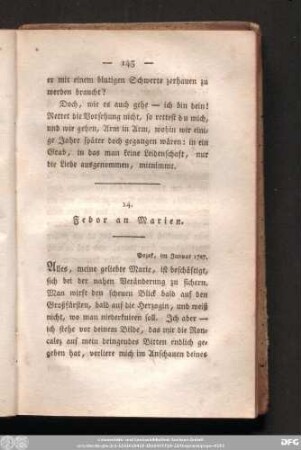 — 145 —
er mit einem blutigen Schwerte zerhauen zu
werden braucht?
Doch, wie es auch gehe — ich bin dein!
Rettet die Vorsehung nicht, so rettest du mich,
und wir gehen, Arm in Arm, wohin wir eini-
ge Jahre später doch gegangen wären: in ein
Grab, in das man keine Leidenschaft, nur
die Liebe ausgenommen, mitnimmt.
14.
Fedor an Marien.
im Januar 1787.
Alles, meine geliebte Marie, ist beschäftigt,
sich bei der nahen Veränderung zu sichern.
Man wirft den scheuen Blick bald auf den
Großfürsten, bald auf die Herzogin, und weiß
nicht, wo man niederknieen soll. Ich aber —
ich stehe vor deinem Bilde, das mir die Ron-
calez auf mein dringendes Bitten endlich ge-
geben hat, verliere mich im Anschauen deines
DFG